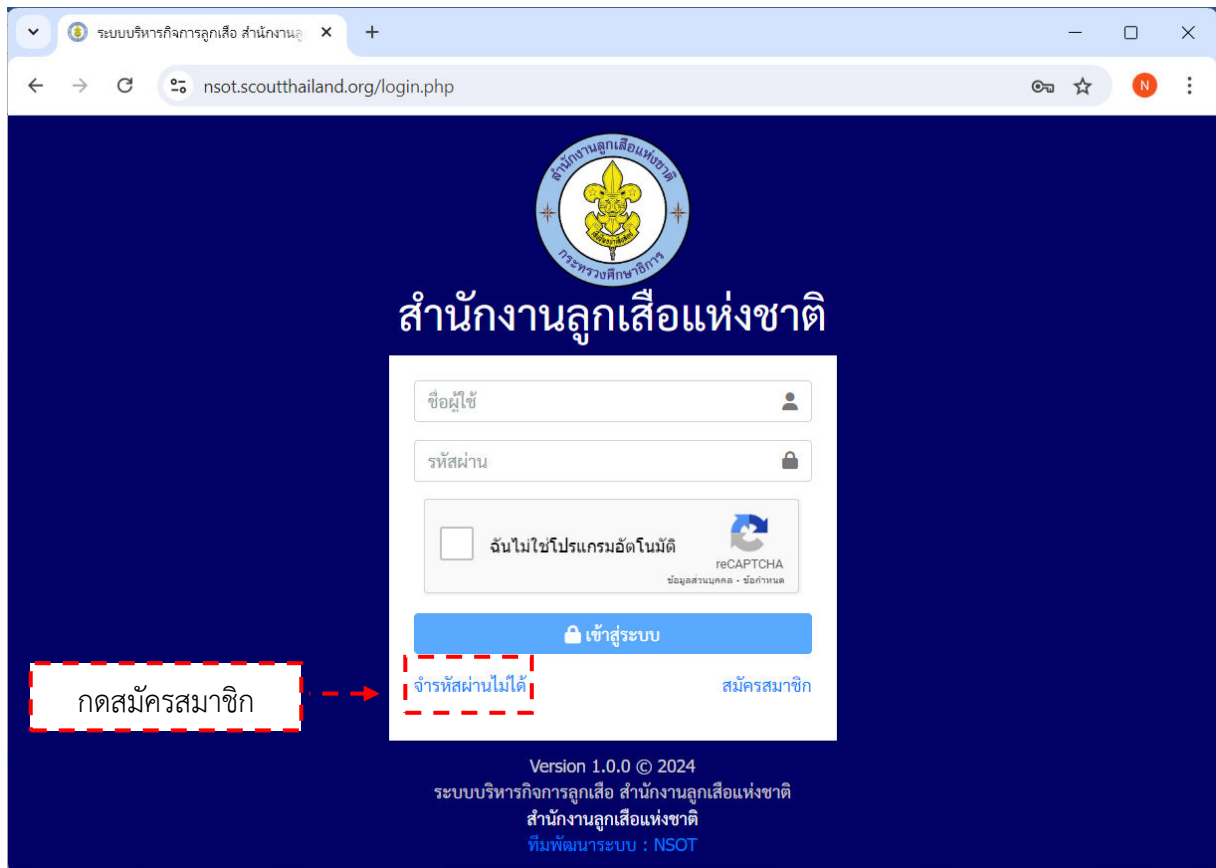 ระบบบริหารกิจการลูกเสือ สำนักงานลู
nsot.scoutthailand.org/login.php
N
สำนักงานลูกเสือแห่งชาติ
กระทรวงศึกษาธิการ
สำนักงานลูกเสือแห่งชาติ
ชื่อผู้ใช้
รหัสผ่าน
ฉันไม่ใช่โปรแกรมอัตโนมัติ
reCAPTCHA
ข้อมูลส่วนบุคคล - ข้อกำหนด
เข้าสู่ระบบ
กดสมัครสมาชิก
จำรหัสผ่านไม่ได้
สมัครสมาชิก
Version 1.0.0 © 2024
ระบบบริหารกิจการลูกเสือ สำนักงานลูกเสือแห่งชาติ
สำนักงานลูกเสือแห่งชาติ
ทีมพัฒนาระบบ : NSOT